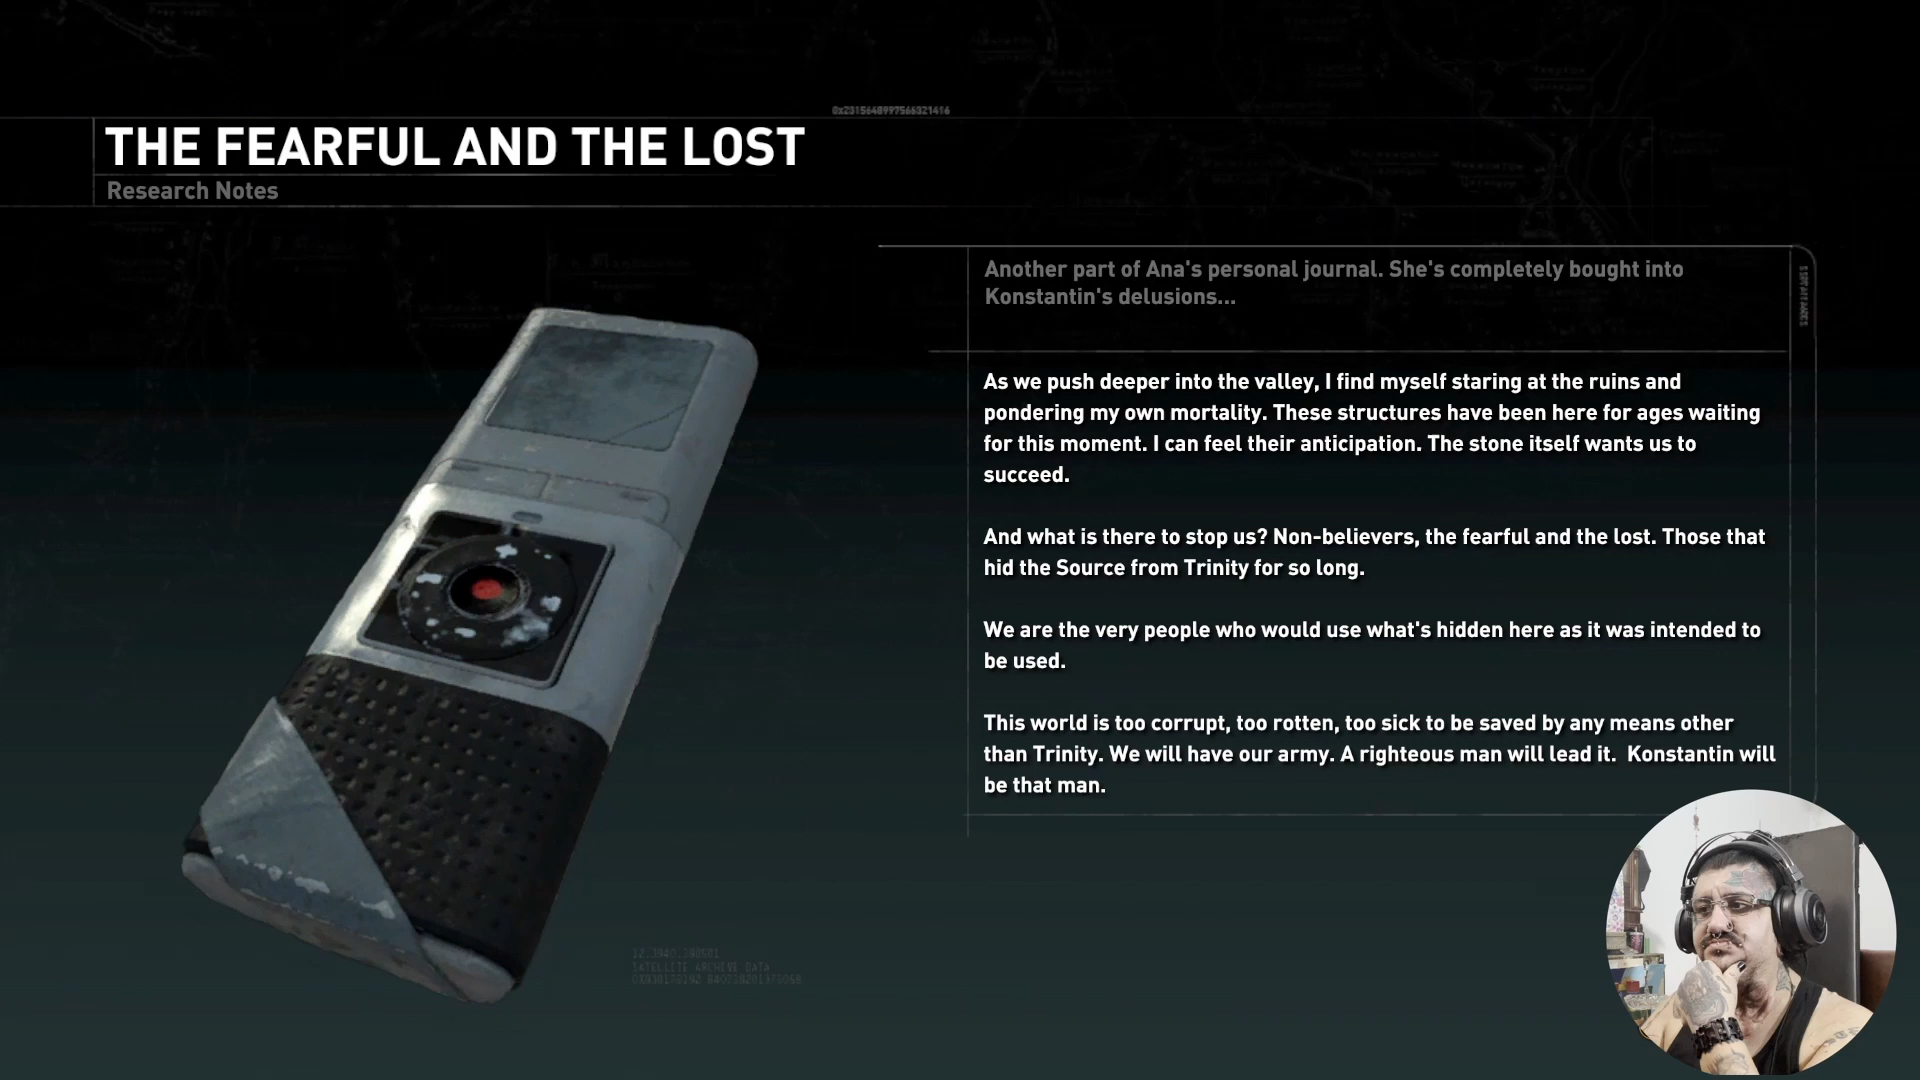 0x2315648997566321416
THE FEARFUL AND THE LOST
Research Notes
Another part of Ana's personal journal. She's completely bought into
Konstantin's delusions...
As we push deeper into the valley, I find myself staring at the ruins and
pondering my own mortality. These structures have been here for ages waiting
for this moment. I can feel their anticipation. The stone itself wants us to
succeed.
And what is there to stop us? Non-believers, the fearful and the lost. Those that
hid the Source from Trinity for so long.
We are the very people who would use what's hidden here as it was intended to
be used.
This world is too corrupt, too rotten, too sick to be saved by any means other
than Trinity. We will have our army. A righteous man will lead it.  Konstantin will
be that man.
SATELLITE ARCHIVE DATA